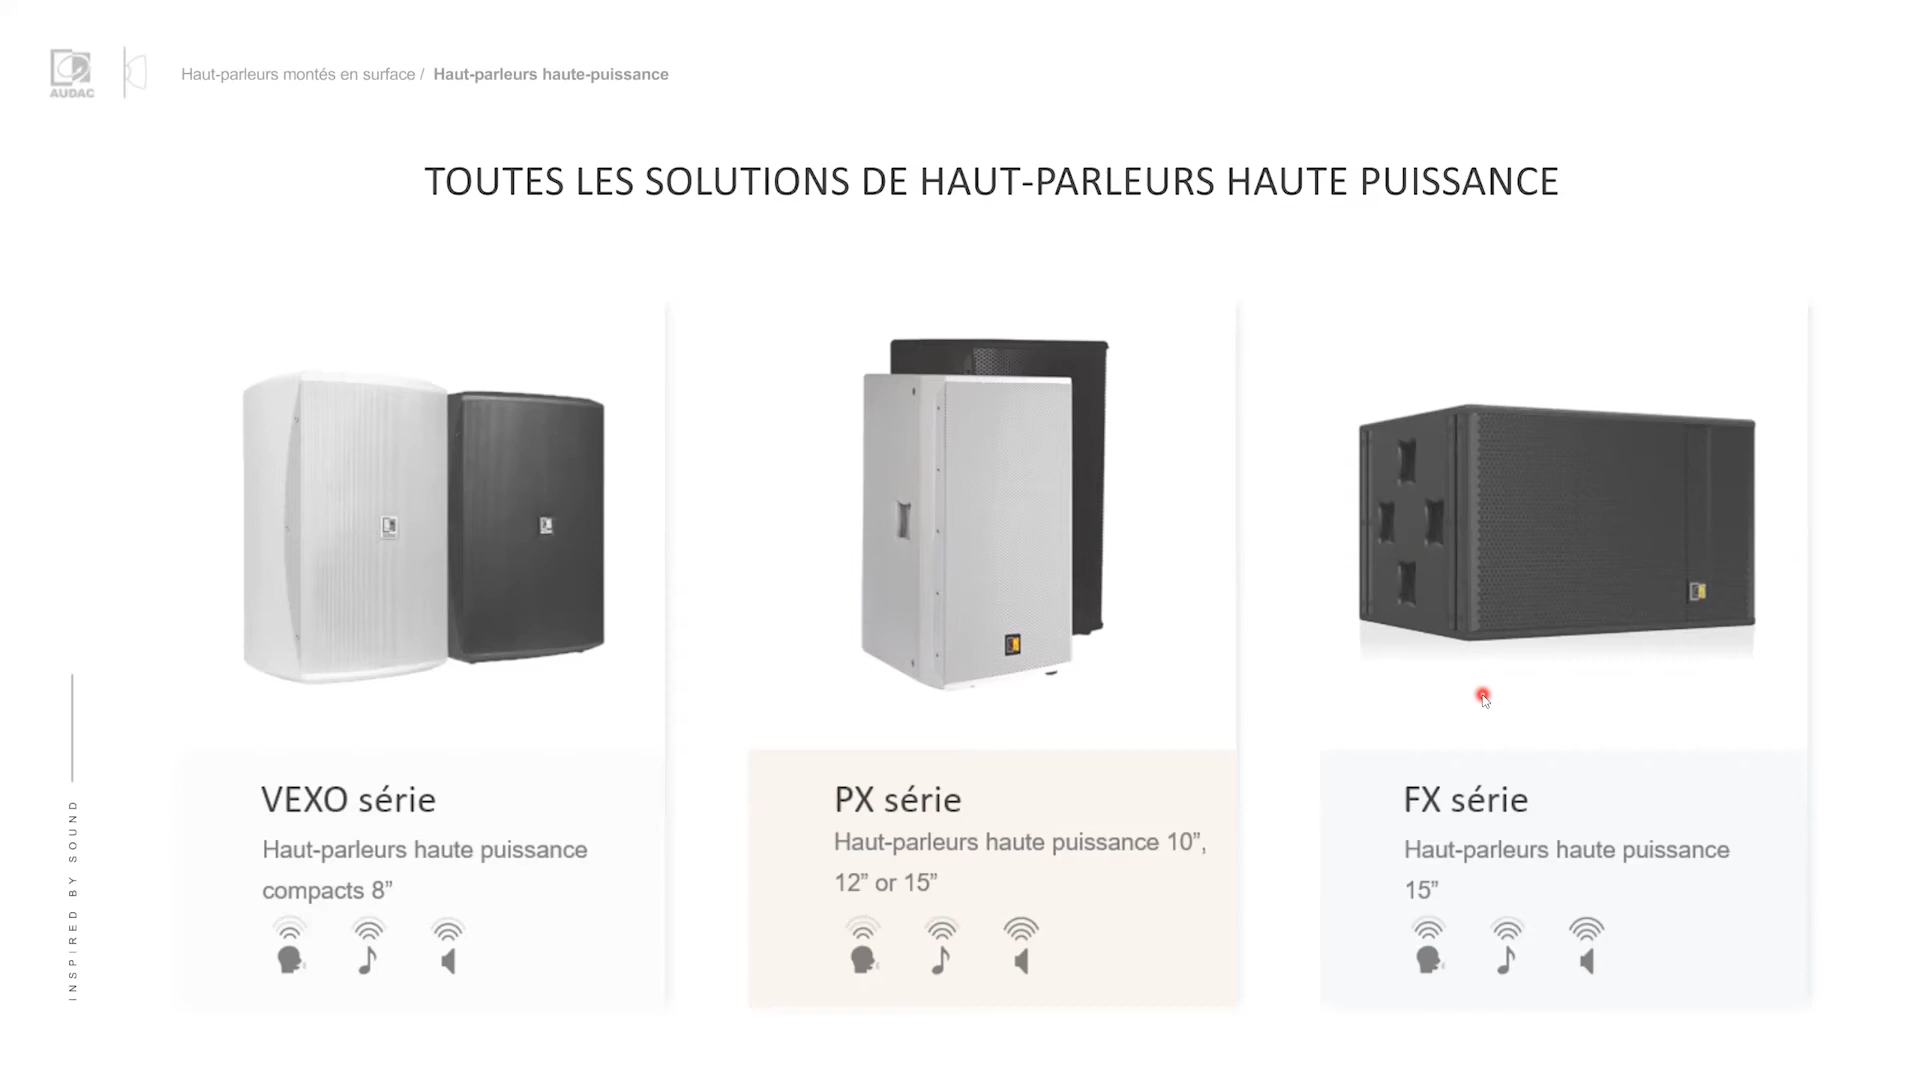 AUDAC
Haut-parleurs montés en surface / Haut-parleurs haute-puissance
TOUTES LES SOLUTIONS DE HAUT-PARLEURS HAUTE PUISSANCE
VEXO série
Haut-parleurs haute puissance
compacts 8”
PX série
Haut-parleurs haute puissance 10”,
12” or 15”
FX série
Haut-parleurs haute puissance
15”
INSPIRED BY SOUND